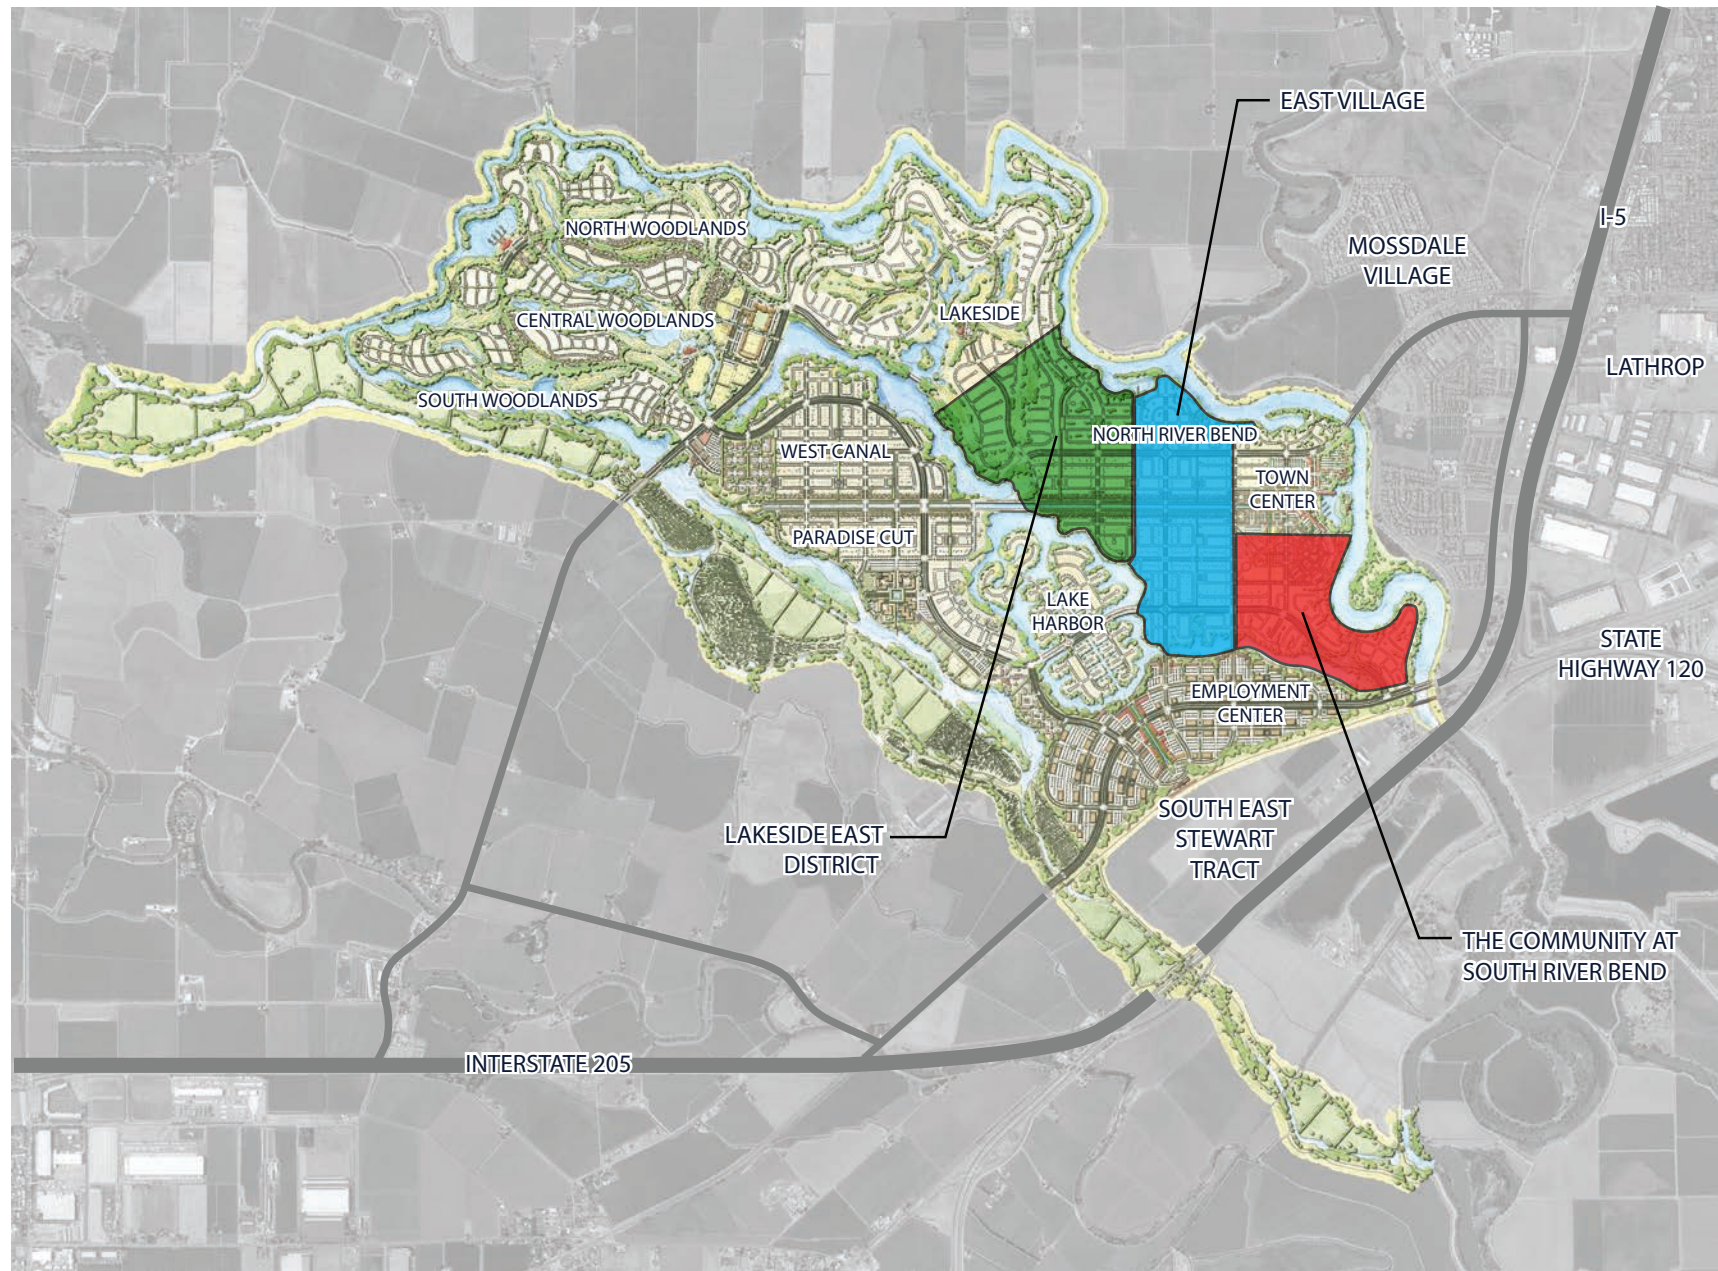 EAST VILLAGE
I-5
NORTH WOODLANDS
MOSSDALE
VILLAGE
LAKESIDE
CENTRAL WOODLANDS
LATHROP
SOUTH WOODLANDS
NORTH RIVER BEND
WEST CANAL
TOWN
CENTER
PARADISE CUT
LAKE
HARBOR
STATE
HIGHWAY 120
EMPLOYMENT
CENTER
LAKESIDE EAST
DISTRICT
SOUTH EAST
STEWART
TRACT
THE COMMUNITY AT
SOUTH RIVER BEND
INTERSTATE 205